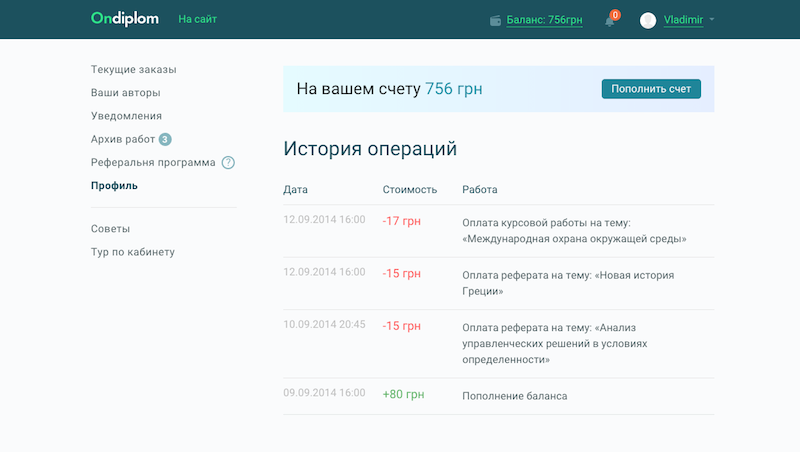 Ondiplom На сайт Баланс: 756грн 0 Vladimir
Текущие заказы
Ваши авторы
Уведомления
Архив работ 3
Реферальня программа ?
Профиль
Советы
Тур по кабинету
На вашем счету 756 грн Пополнить счет
История операций
Дата Стоимость Работа
12.09.2014 16:00 -17 грн Оплата курсовой работы на тему:
«Международная охрана окружащей среды»
12.09.2014 16:00 -15 грн Оплата реферата на тему: «Новая история
Греции»
10.09.2014 20:45 -15 грн Оплата реферата на тему: «Анализ
управленческих решений в условиях
определенности»
09.09.2014 16:00 +80 грн Пополнение баланса